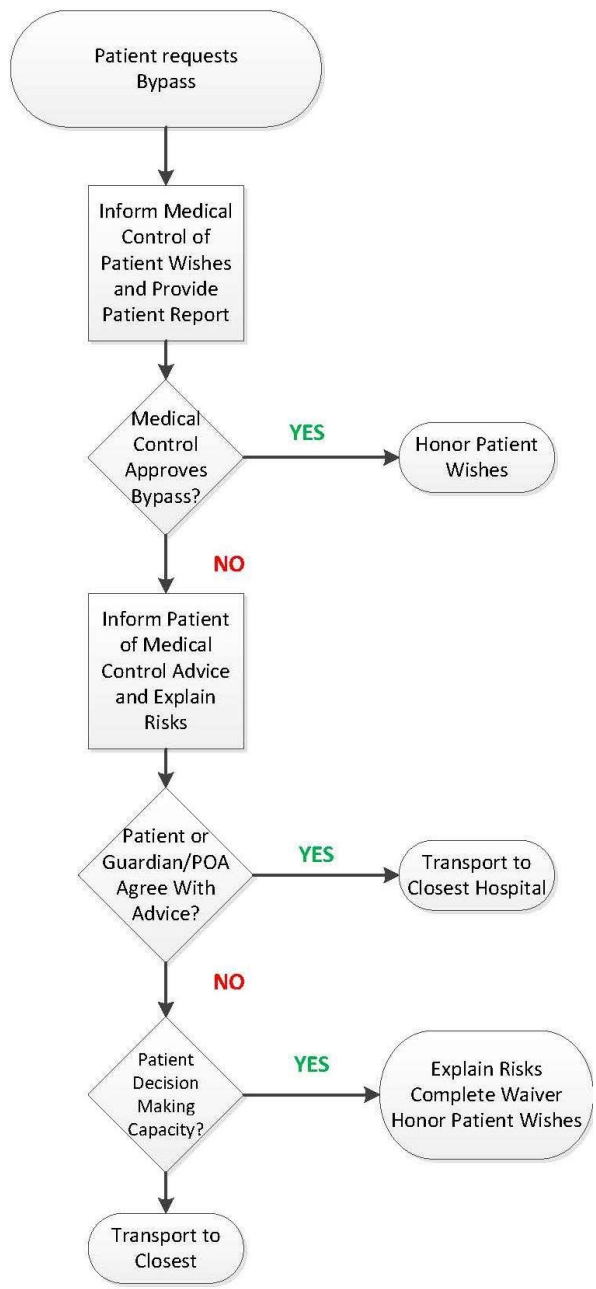 Patient requests
Bypass
Inform Medical
Control of
Patient Wishes
and Provide
Patient Report
Medical
Control
Approves
Bypass?
YES
Honor Patient
Wishes
NO
Inform Patient
of Medical
Control Advice
and Explain
Risks
Patient or
Guardian/POA
Agree With
Advice?
YES
Transport to
Closest Hospital
NO
Patient
Decision
Making
Capacity?
YES
Explain Risks
Complete Waiver
Honor Patient Wishes
Transport to
Closest